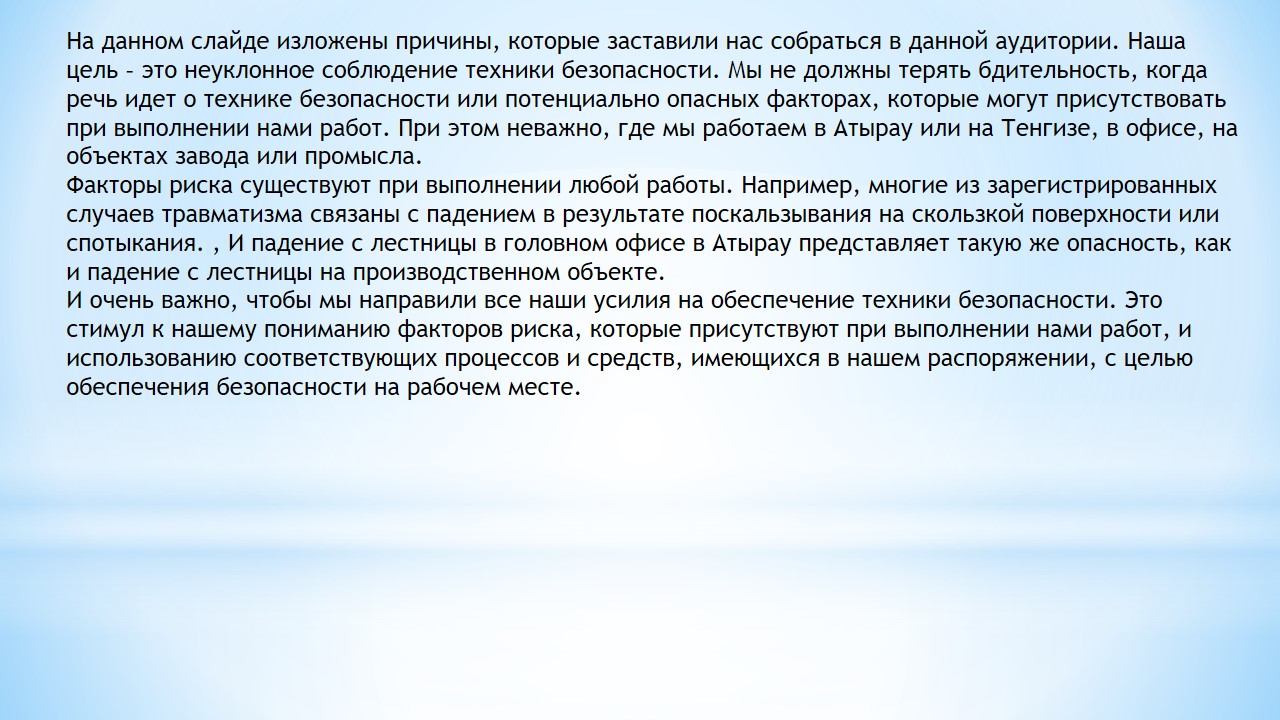 На данном слайде изложены причины, которые заставили нас собраться в данной аудитории. Наша
цель – это неуклонное соблюдение техники безопасности. Мы не должны терять бдительность, когда
речь идет о технике безопасности или потенциально опасных факторах, которые могут присутствовать
при выполнении нами работ. При этом неважно, где мы работаем в Атырау или на Тенгизе, в офисе, на
объектах завода или промысла.
Факторы риска существуют при выполнении любой работы. Например, многие из зарегистрированных
случаев травматизма связаны с падением в результате поскальзывания на скользкой поверхности или
спотыкания. , И падение с лестницы в головном офисе в Атырау представляет такую же опасность, как
и падение с лестницы на производственном объекте.
И очень важно, чтобы мы направили все наши усилия на обеспечение техники безопасности. Это
стимул к нашему пониманию факторов риска, которые присутствуют при выполнении нами работ, и
использованию соответствующих процессов и средств, имеющихся в нашем распоряжении, с целью
обеспечения безопасности на рабочем месте.